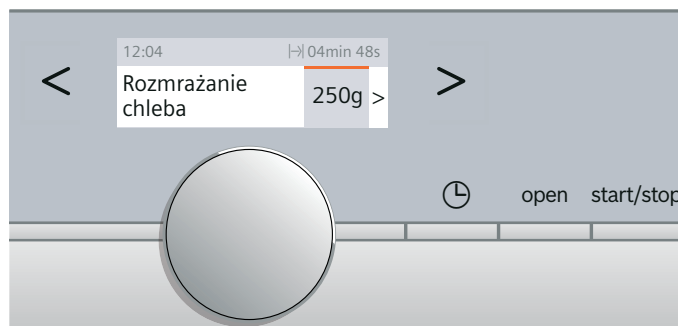 12:04 04min 48s
< Rozmrażanie chleba 250g > >
open start/stop